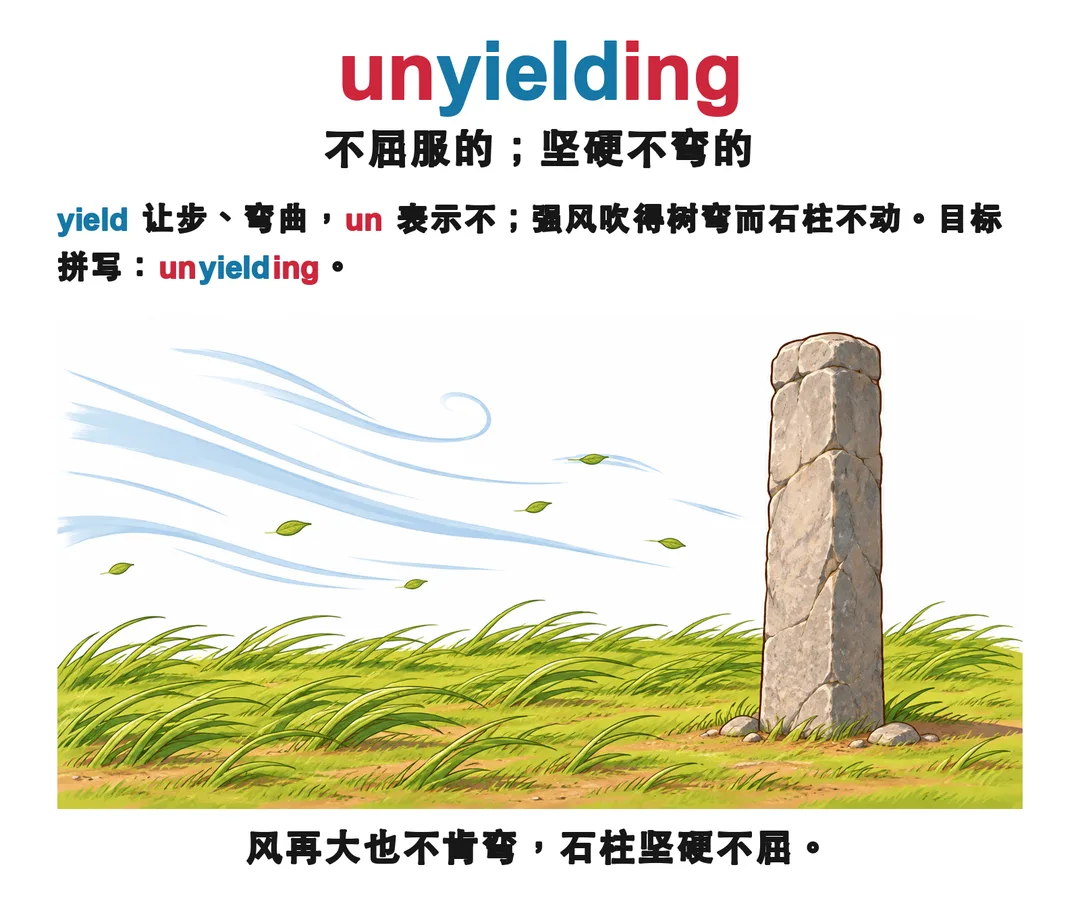 unyielding
不屈服的；坚硬不弯的
yield 让步、弯曲，un 表示不；强风吹得树弯而石柱不动。目标
拼写：unyielding。
风再大也不肯弯，石柱坚硬不屈。